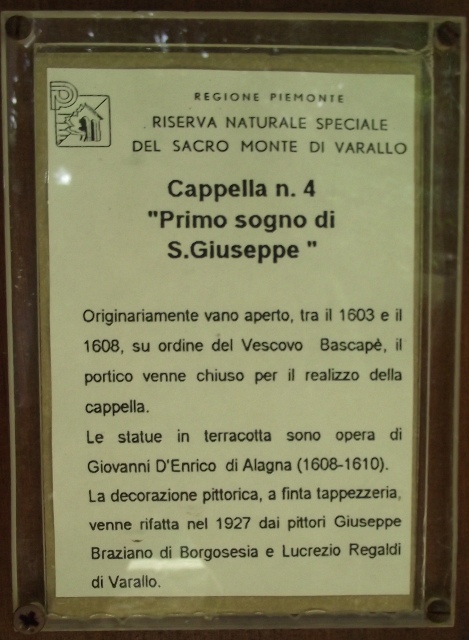 REGIONE PIEMONTE
RISERVA NATURALE SPECIALE
DEL SACRO MONTE DI VARALLO
Cappella n. 4
"Primo sogno di
S.Giuseppe "
Originariamente vano aperto, tra il 1603 e il
1608, su ordine del Vescovo Bascapè, il
portico venne chiuso per il realizzo della
cappella.
Le statue in terracotta sono opera di
Giovanni D'Enrico di Alagna (1608-1610).
La decorazione pittorica, a finta tappezzeria,
venne rifatta nel 1927 dai pittori Giuseppe
Braziano di Borgosesia e Lucrezio Regaldi
di Varallo.